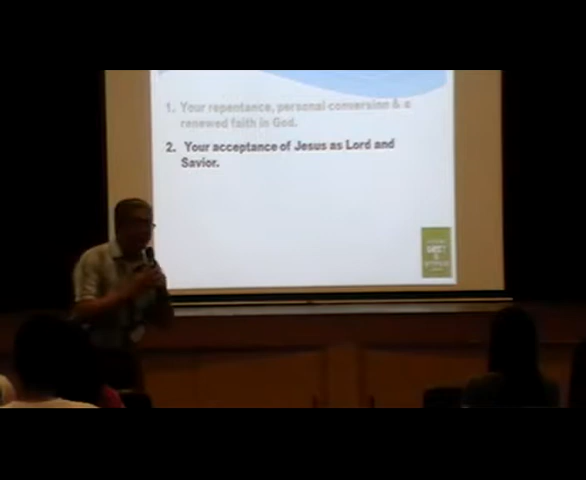 1. Your repentance, personal conversion & a
renewed faith in God.
2. Your acceptance of Jesus as Lord and
Savior.